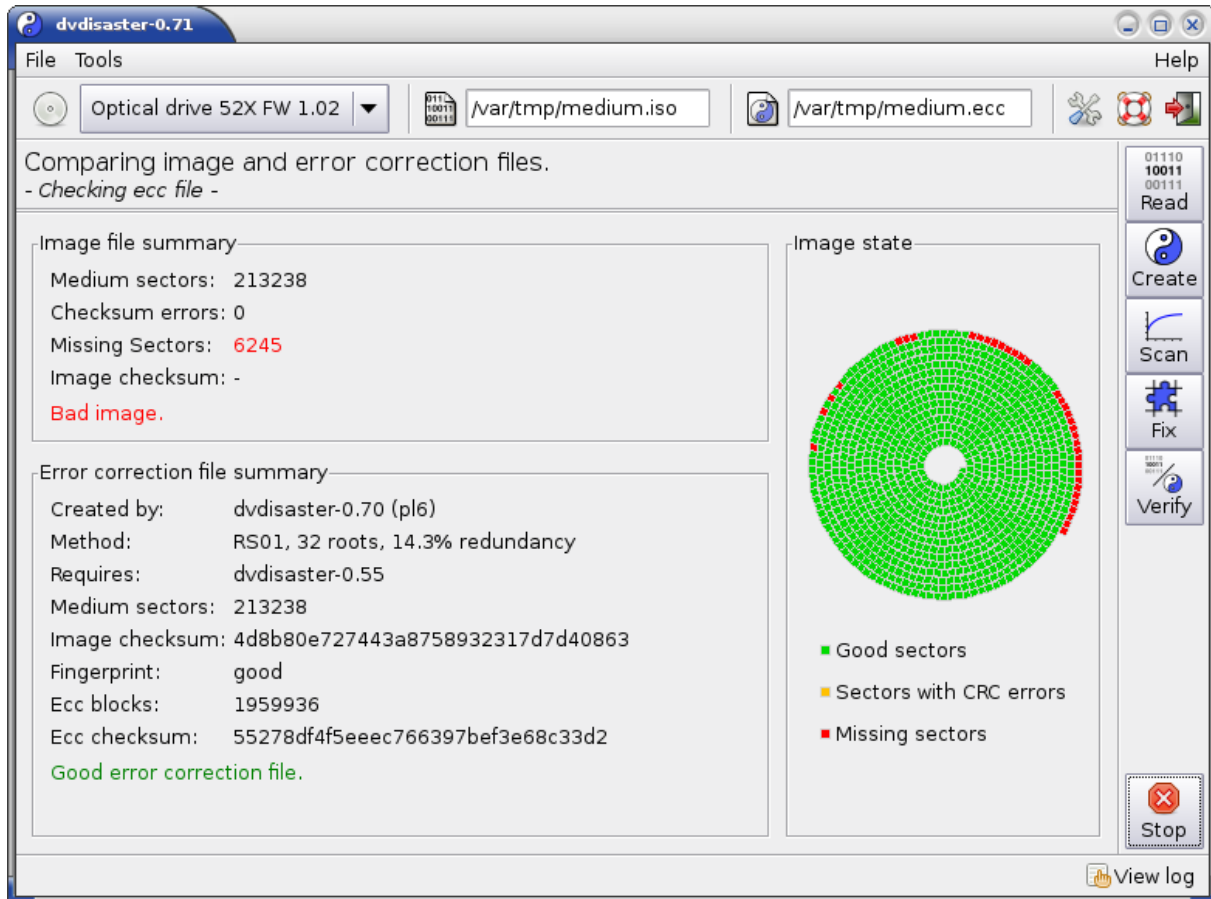 dvdisaster-0.71
File Tools Help
Optical drive 52X FW 1.02 /var/tmp/medium.iso /var/tmp/medium.ecc
Comparing image and error correction files.
- Checking ecc file -
Image file summary
Medium sectors: 213238
Checksum errors: 0
Missing Sectors: 6245
Image checksum: -
Bad image.
Error correction file summary
Created by: dvdisaster-0.70 (pl6)
Method: RS01, 32 roots, 14.3% redundancy
Requires: dvdisaster-0.55
Medium sectors: 213238
Image checksum: 4d8b80e727443a8758932317d7d40863
Fingerprint: good
Ecc blocks: 1959936
Ecc checksum: 55278df4f5eeec766397bef3e68c33d2
Good error correction file.
Image state
Good sectors
Sectors with CRC errors
Missing sectors
01110
10011
00111
Read
Create
Scan
Fix
Verify
Stop
View log